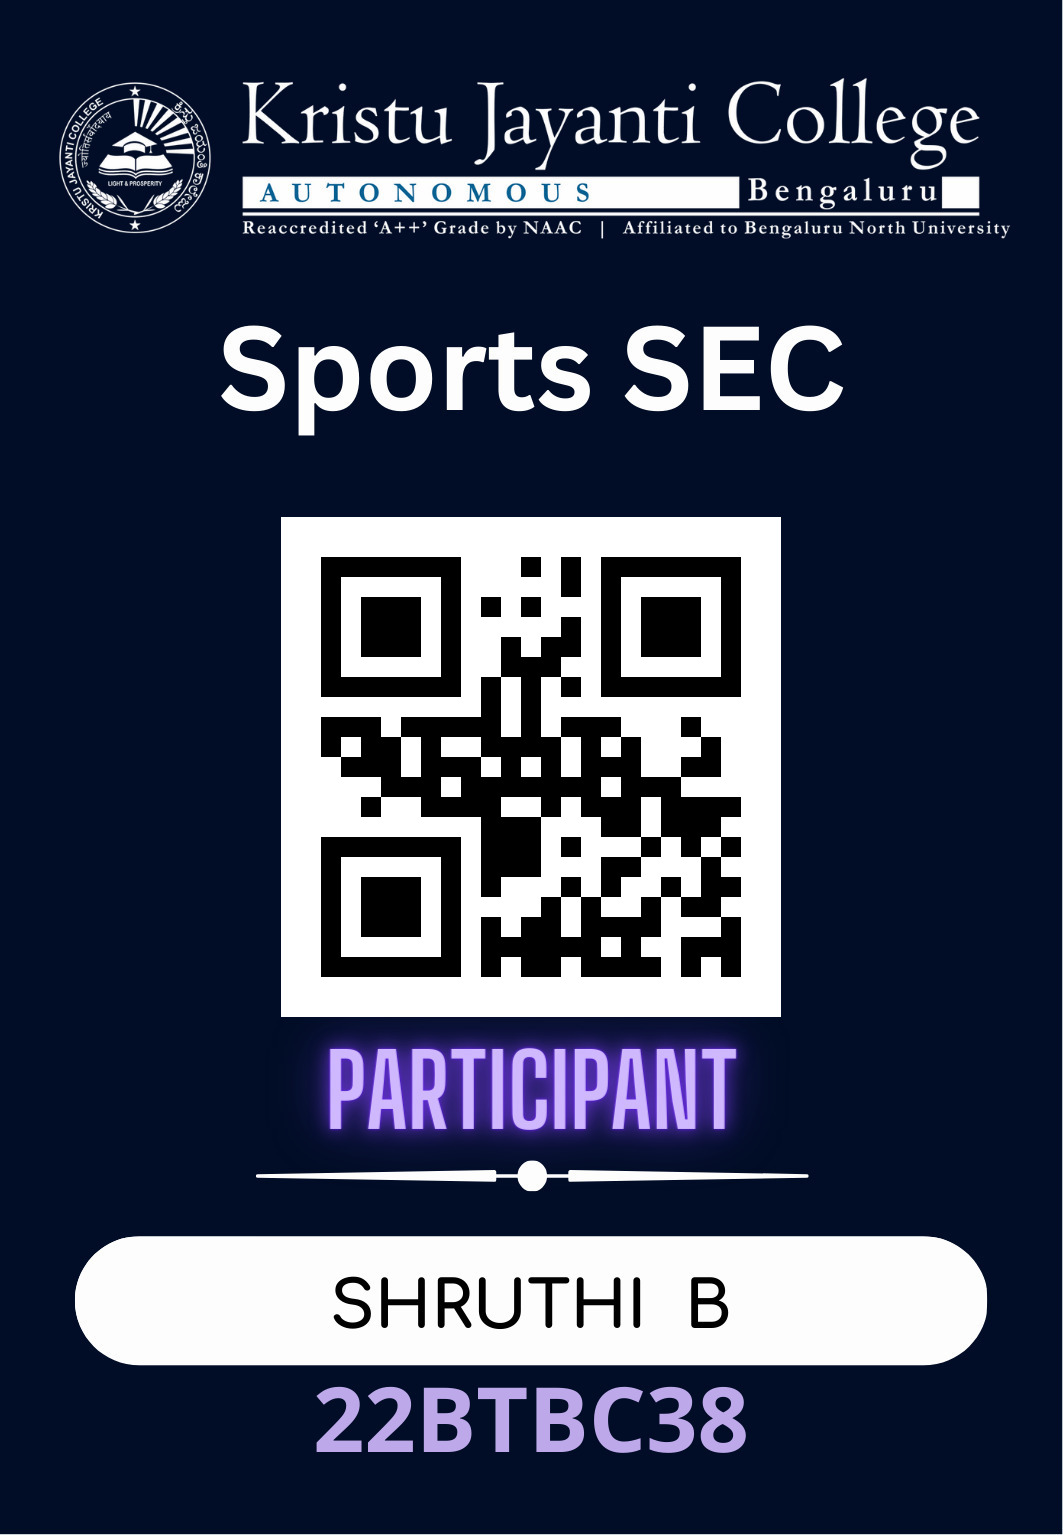 KRISTU JAYANTI COLLEGE
ಕ್ರಿಸ್ತು ಜಯಂತಿ ಕಾಲೇಜು
LIGHT & PROSPERITY
Kristu Jayanti College
AUTONOMOUS Bengaluru
Reaccredited ‘A++’ Grade by NAAC | Affiliated to Bengaluru North University
Sports SEC
PARTICIPANT
SHRUTHI B
22BTBC38